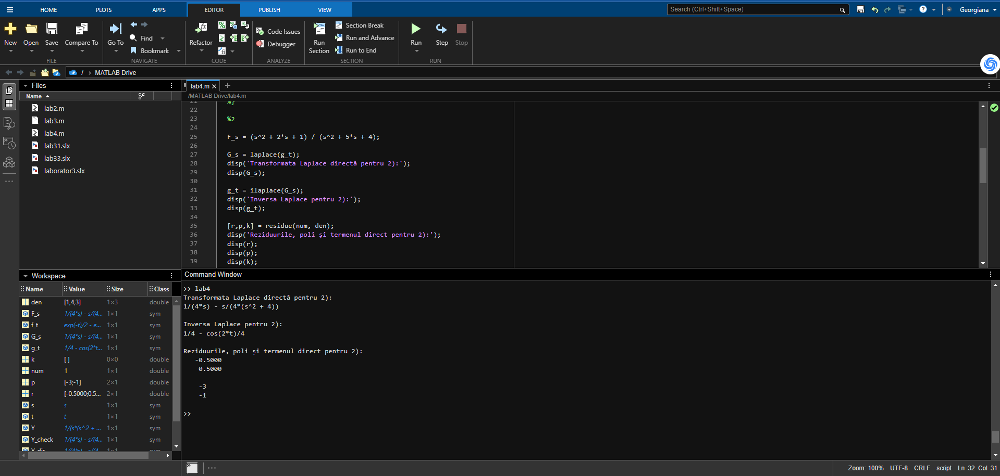 HOME PLOTS APPS EDITOR PUBLISH VIEW Search (Ctrl+Shift+Space) Georgiana
New Open Save Compare To Go To Find Bookmark Refactor Code Issues Debugger Run Section Section Break Run and Advance Run to End Run Step Stop
FILE NAVIGATE CODE ANALYZE SECTION RUN
/ › MATLAB Drive
Files
Name
lab2.m
lab3.m
lab4.m
lab31.slx
lab33.slx
laborator3.slx
Workspace
Name Value Size Class
den [1,4,3] 1×3 double
F_s 1/(4*s) - s/(4... 1×1 sym
f_t exp(-t)/2 - e... 1×1 sym
G_s 1/(4*s) - s/(4... 1×1 sym
g_t 1/4 - cos(2*t... 1×1 sym
k [ ] 0×0 double
num 1 1×1 double
p [-3;-1] 2×1 double
r [-0.5000;0.5... 2×1 double
s s 1×1 sym
t t 1×1 sym
Y 1/(s*(s^2 + ... 1×1 sym
Y_check 1/(4*s) - s/(4... 1×1 sym
Y_dir 1/(4*s) - s/(4... 1×1 sym
lab4.m
/MATLAB Drive/lab4.m
21 %}
22
23 %2
24
25 F_s = (s^2 + 2*s + 1) / (s^2 + 5*s + 4);
26
27 G_s = laplace(g_t);
28 disp('Transformata Laplace directă pentru 2):');
29 disp(G_s);
30
31 g_t = ilaplace(G_s);
32 disp('Inversa Laplace pentru 2):');
33 disp(g_t);
34
35 [r,p,k] = residue(num, den);
36 disp('Reziduurile, poli și termenul direct pentru 2):');
37 disp(r);
38 disp(p);
39 disp(k);
Command Window
>> lab4
Transformata Laplace directă pentru 2):
1/(4*s) - s/(4*(s^2 + 4))
Inversa Laplace pentru 2):
1/4 - cos(2*t)/4
Reziduurile, poli și termenul direct pentru 2):
-0.5000
0.5000
-3
-1
>>
Zoom: 100% UTF-8 CRLF script Ln 32 Col 31